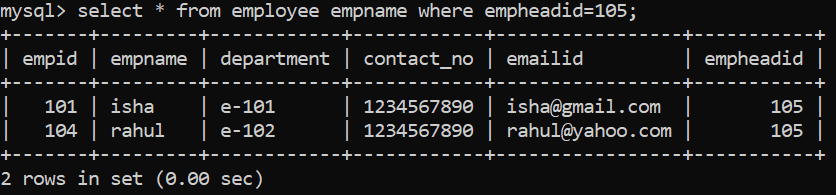 mysql> select * from employee empname where empheadid=105;
+-------+---------+------------+------------+-----------------+-----------+
| empid | empname | department | contact_no | emailid         | empheadid |
+-------+---------+------------+------------+-----------------+-----------+
|   101 | isha    | e-101      | 1234567890 | isha@gmail.com  |       105 |
|   104 | rahul   | e-102      | 1234567890 | rahul@yahoo.com |       105 |
+-------+---------+------------+------------+-----------------+-----------+
2 rows in set (0.00 sec)